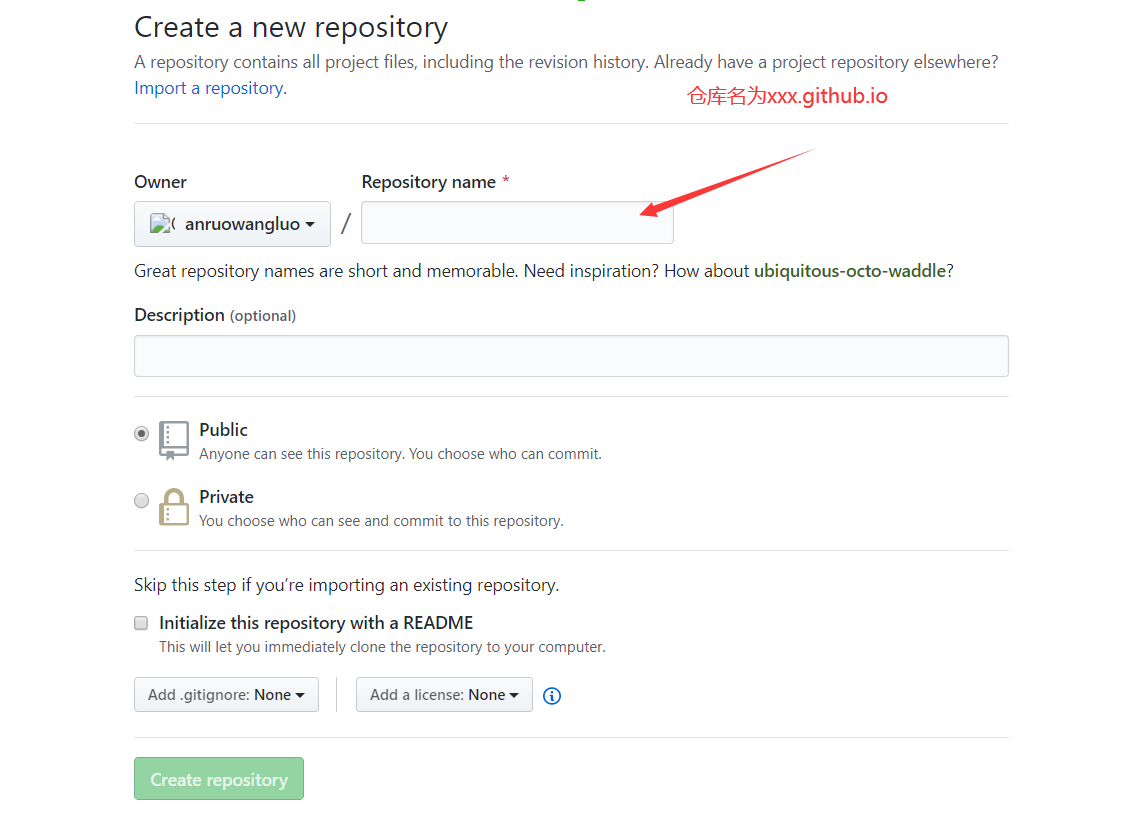 Create a new repository
A repository contains all project files, including the revision history. Already have a project repository elsewhere?
Import a repository.
仓库名为xxx.github.io
Owner
Repository name *
anruowangluo
/
Great repository names are short and memorable. Need inspiration? How about ubiquitous-octo-waddle?
Description (optional)
Public
Anyone can see this repository. You choose who can commit.
Private
You choose who can see and commit to this repository.
Skip this step if you’re importing an existing repository.
Initialize this repository with a README
This will let you immediately clone the repository to your computer.
Add .gitignore: None
Add a license: None
Create repository